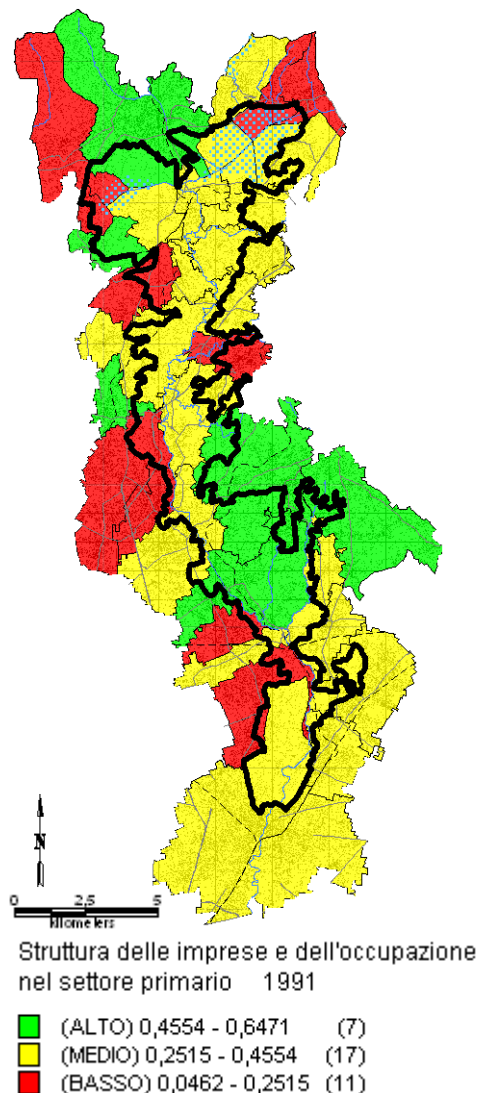 N
0 2,5 5
kilometers
Struttura delle imprese e dell'occupazione
nel settore primario 1991
(ALTO) 0,4554 - 0,6471 (7)
(MEDIO) 0,2515 - 0,4554 (17)
(BASSO) 0,0462 - 0,2515 (11)